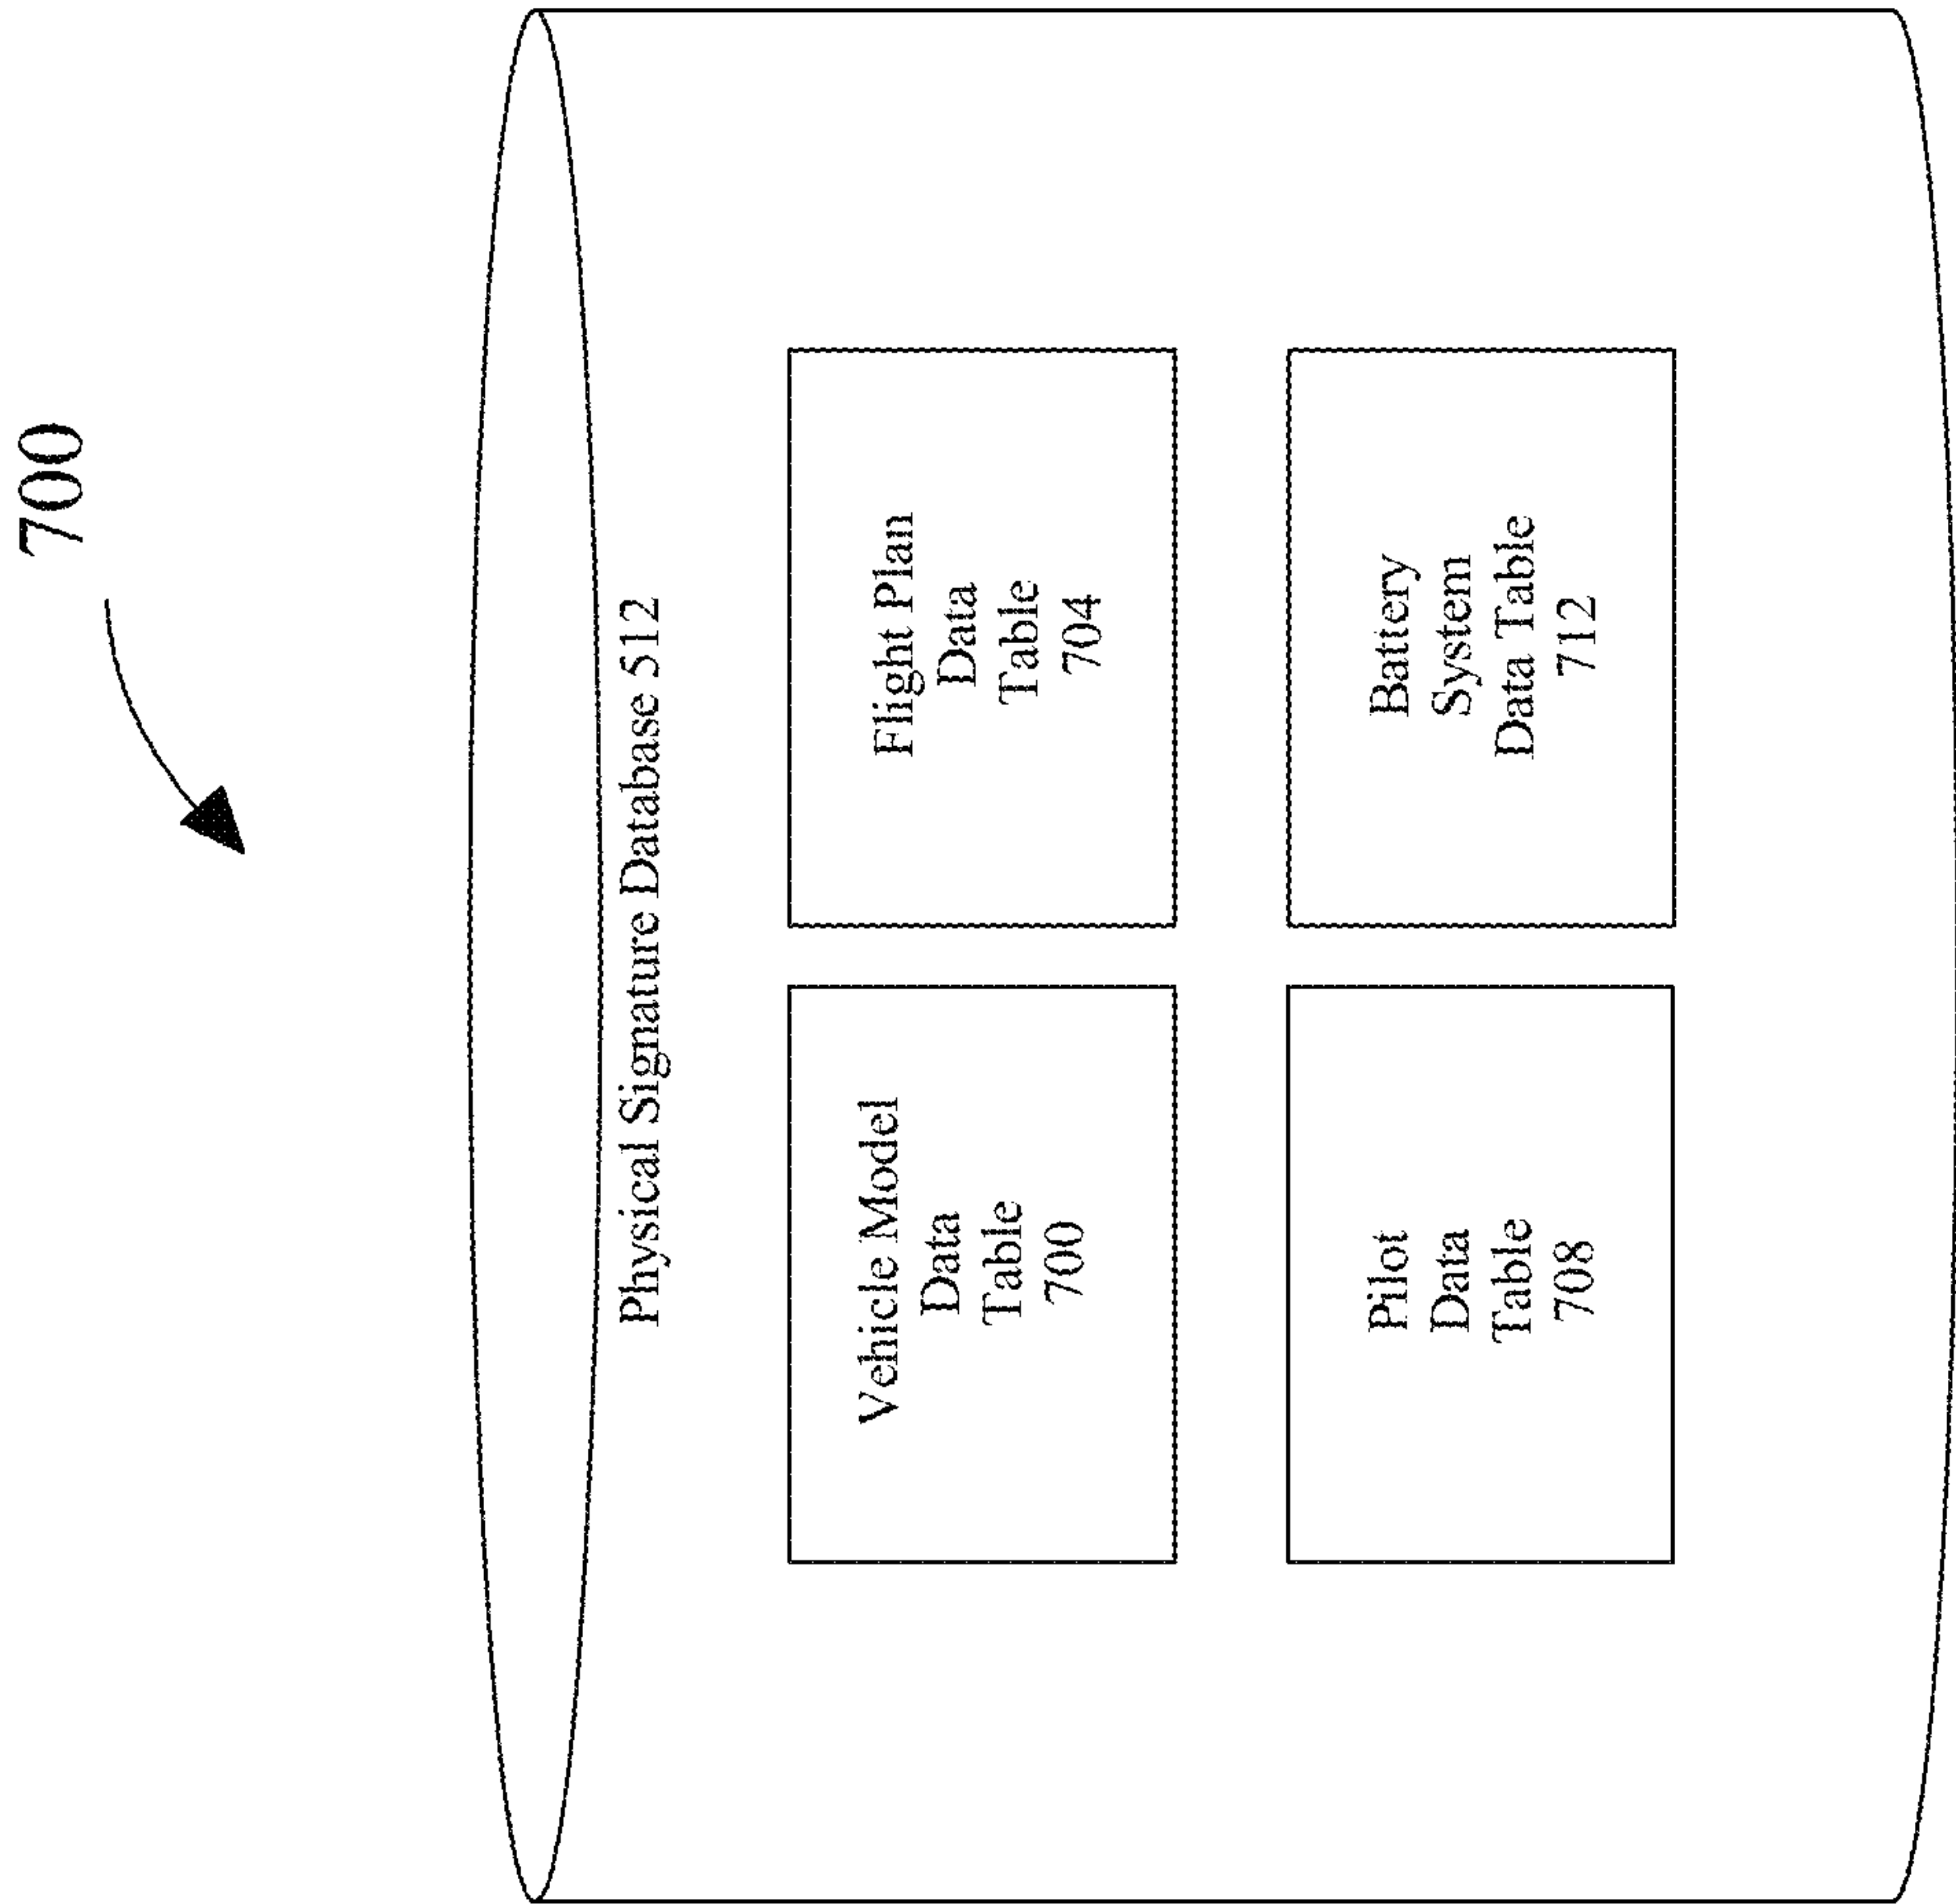 700
Physical Signature Database 512
Vehicle Model
Data
Table
700
Flight Plan
Data
Table
704
Pilot
Data
Table
708
Battery
System
Data Table
712